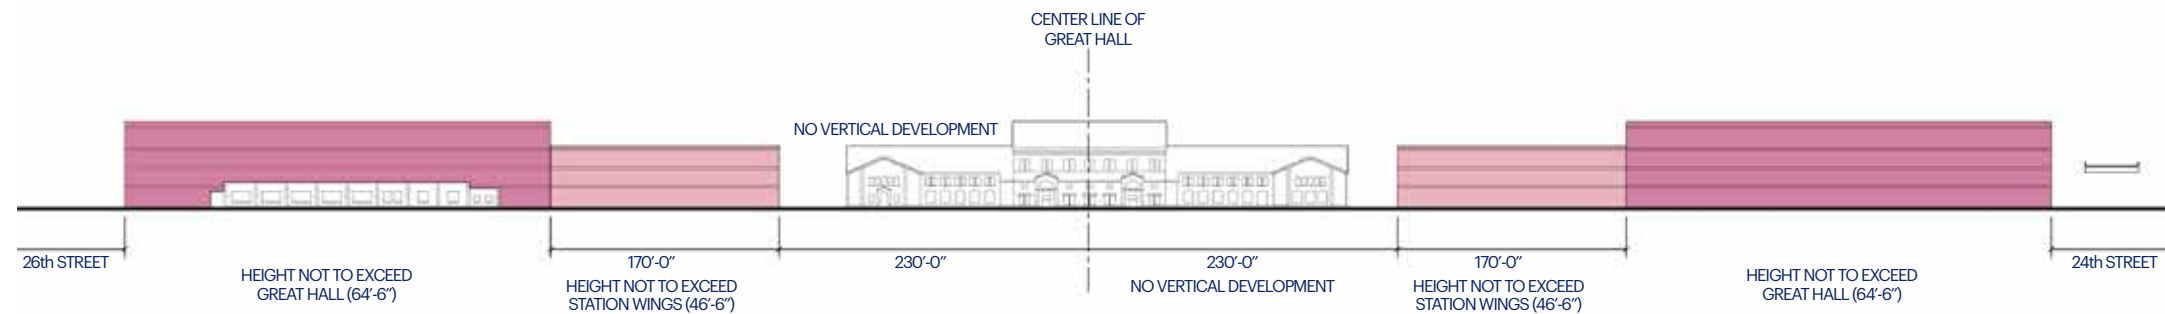 CENTER LINE OF
GREAT HALL
NO VERTICAL DEVELOPMENT
26th STREET
HEIGHT NOT TO EXCEED
GREAT HALL (64'-6")
170'-0"
HEIGHT NOT TO EXCEED
STATION WINGS (46'-6")
230'-0"
230'-0"
NO VERTICAL DEVELOPMENT
170'-0"
HEIGHT NOT TO EXCEED
STATION WINGS (46'-6")
HEIGHT NOT TO EXCEED
GREAT HALL (64'-6")
24th STREET